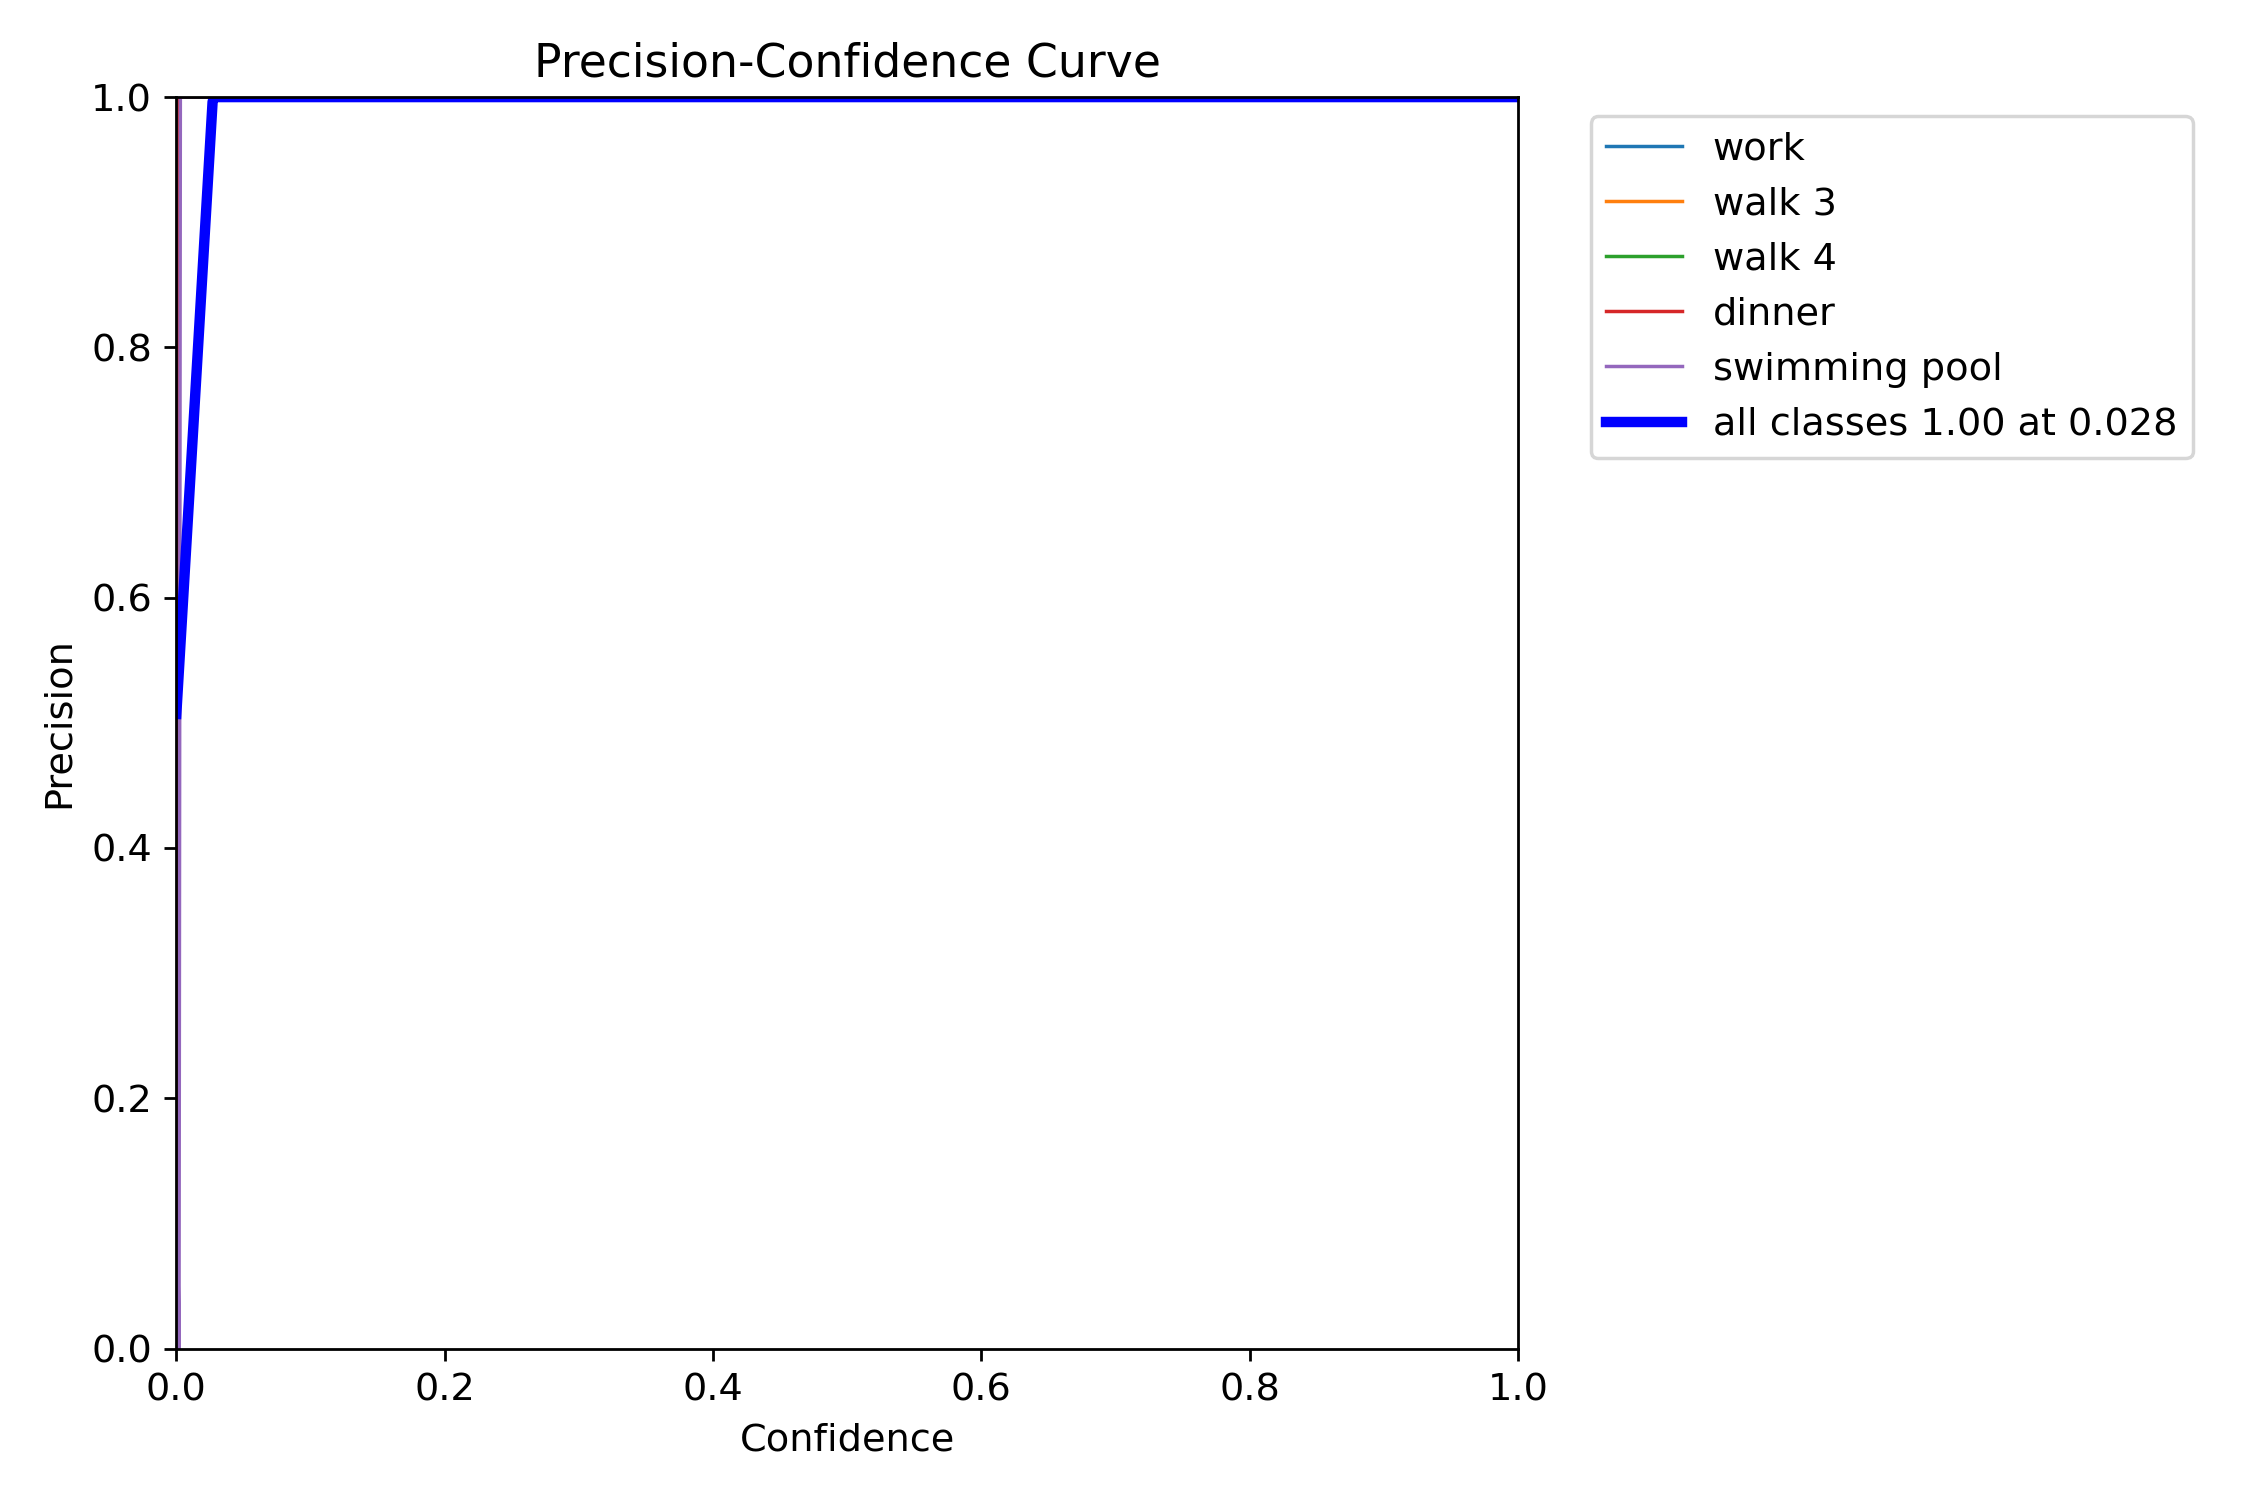 Precision-Confidence Curve
1.0
0.8
0.6
0.4
0.2
0.0
Precision
0.0 0.2 0.4 0.6 0.8 1.0
Confidence
work
walk 3
walk 4
dinner
swimming pool
all classes 1.00 at 0.028